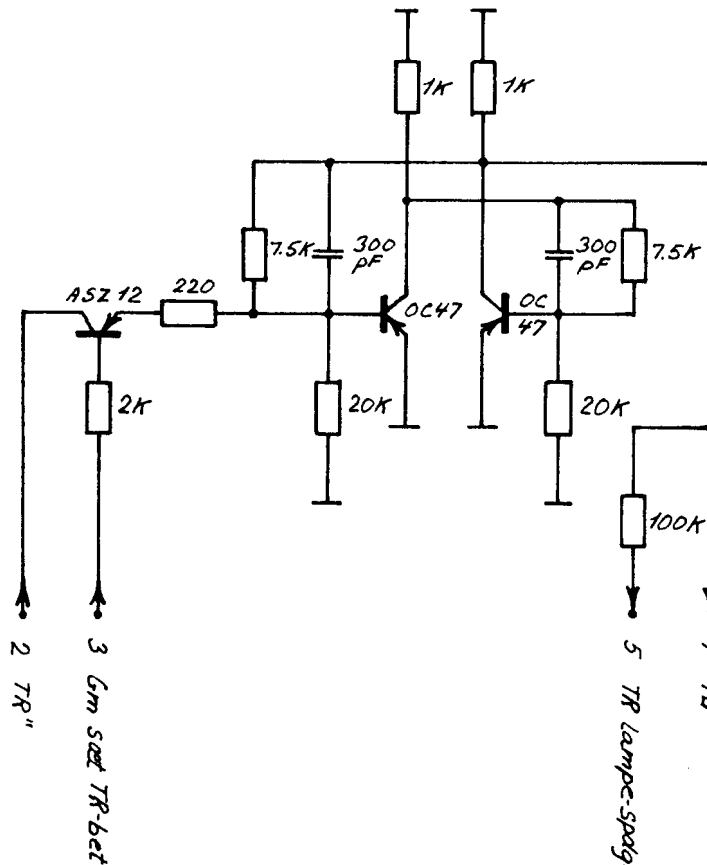 1K
1K
7.5K
300
pF
300
pF
7.5K
ASZ 12
220
OC47
OC
47
2K
20K
20K
100K
2 TR"
3 Gm sæt TR-bet
5 TR lampe-spdg